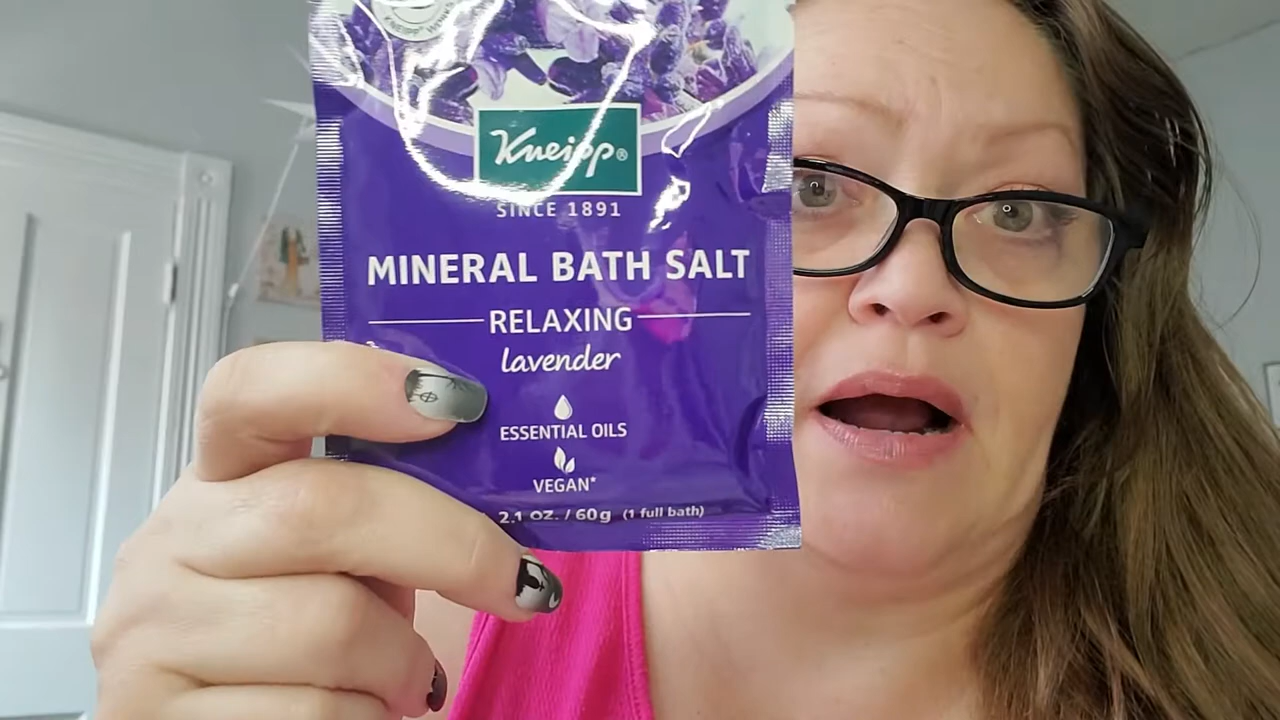 Kneipp®
SINCE 1891
MINERAL BATH SALT
RELAXING
lavender
ESSENTIAL OILS
VEGAN*
2.1 OZ. / 60g (1 full bath)